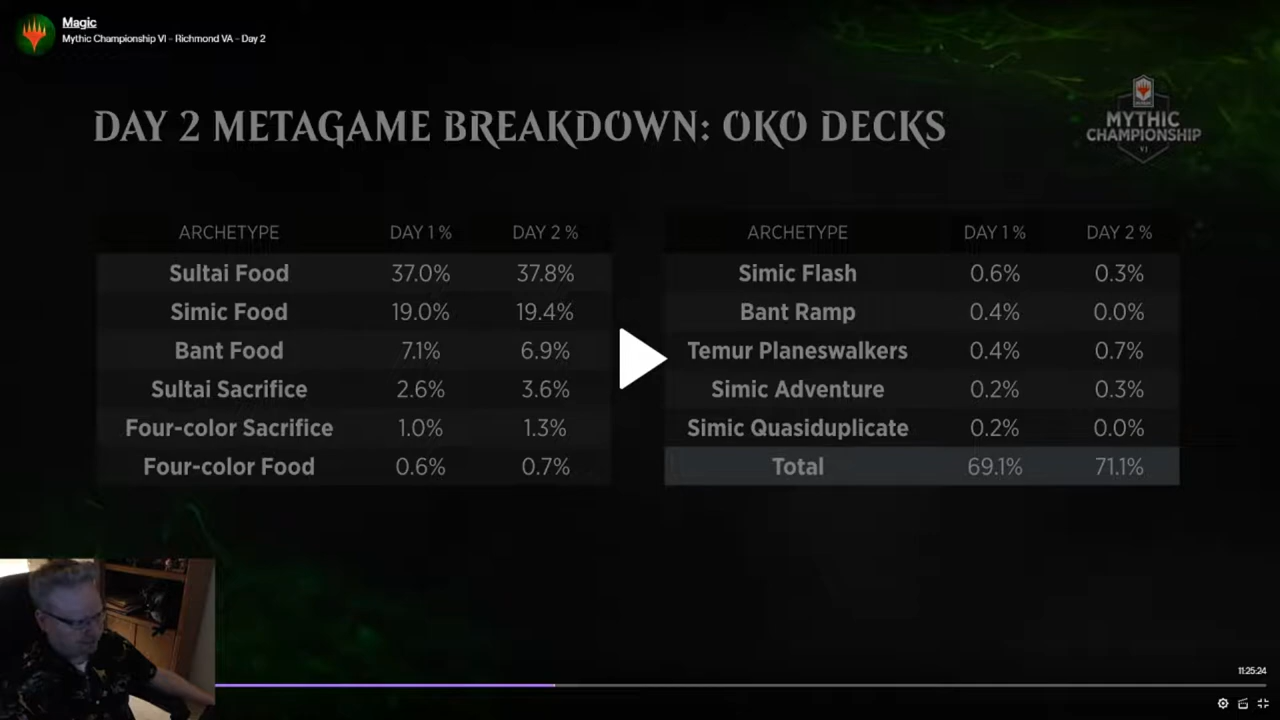 Magic
Mythic Championship VI – Richmond VA – Day 2
DAY 2 METAGAME BREAKDOWN: OKO DECKS
MYTHIC
CHAMPIONSHIP
VI
ARCHETYPE DAY 1 % DAY 2 %
Sultai Food 37.0% 37.8%
Simic Food 19.0% 19.4%
Bant Food 7.1% 6.9%
Sultai Sacrifice 2.6% 3.6%
Four-color Sacrifice 1.0% 1.3%
Four-color Food 0.6% 0.7%
ARCHETYPE DAY 1 % DAY 2 %
Simic Flash 0.6% 0.3%
Bant Ramp 0.4% 0.0%
Temur Planeswalkers 0.4% 0.7%
Simic Adventure 0.2% 0.3%
Simic Quasiduplicate 0.2% 0.0%
Total 69.1% 71.1%
11:25:24